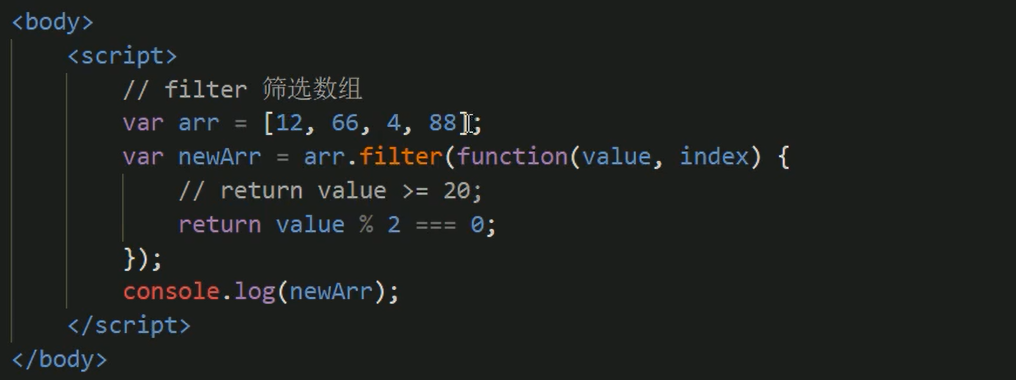 <body>
<script>
// filter 筛选数组
var arr = [12, 66, 4, 88];
var newArr = arr.filter(function(value, index) {
// return value >= 20;
return value % 2 === 0;
});
console.log(newArr);
</script>
</body>